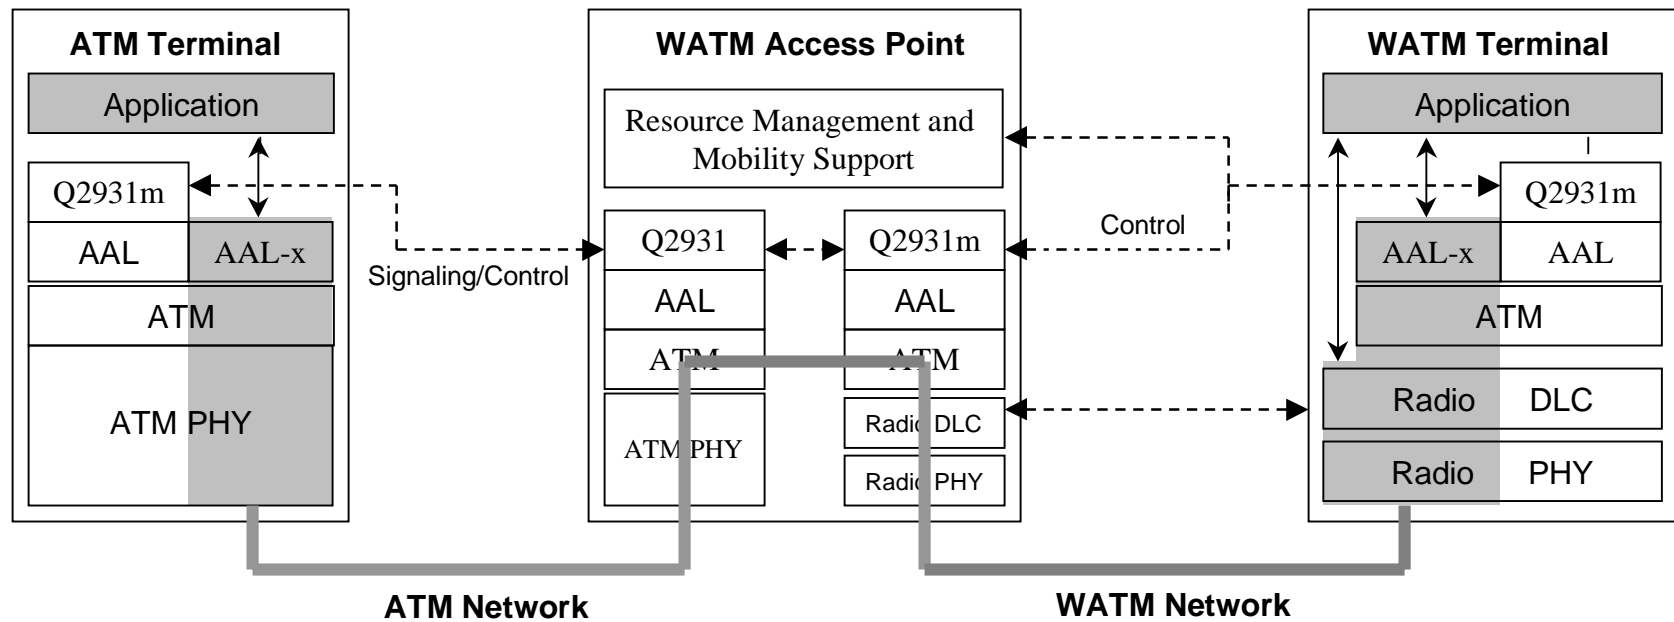 ATM Terminal
Application
Q2931m
AAL
AAL-x
ATM
ATM PHY
Signaling/Control
WATM Access Point
Resource Management and
Mobility Support
Q2931
Q2931m
AAL
AAL
ATM
ATM
ATM PHY
Radio DLC
Radio PHY
Control
WATM Terminal
Application
Q2931m
AAL-x
AAL
ATM
Radio DLC
Radio PHY
ATM Network
WATM Network